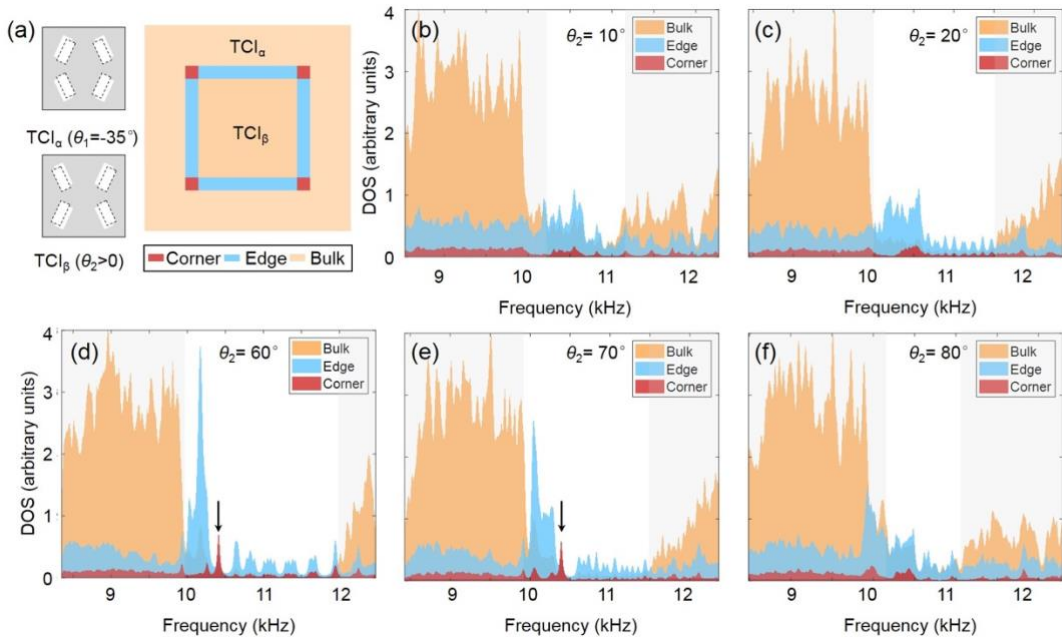 (a)
TCIα (θ1=-35°)
TCIβ (θ2>0)
TCIα
TCIβ
Corner Edge Bulk
(b)
θ2= 10°
Bulk
Edge
Corner
DOS (arbitrary units)
4
3
2
1
0
9 10 11 12
Frequency (kHz)
(c)
θ2= 20°
Bulk
Edge
Corner
9 10 11 12
Frequency (kHz)
(d)
θ2= 60°
Bulk
Edge
Corner
DOS (arbitrary units)
4
3
2
1
0
9 10 11 12
Frequency (kHz)
(e)
θ2= 70°
Bulk
Edge
Corner
9 10 11 12
Frequency (kHz)
(f)
θ2= 80°
Bulk
Edge
Corner
9 10 11 12
Frequency (kHz)